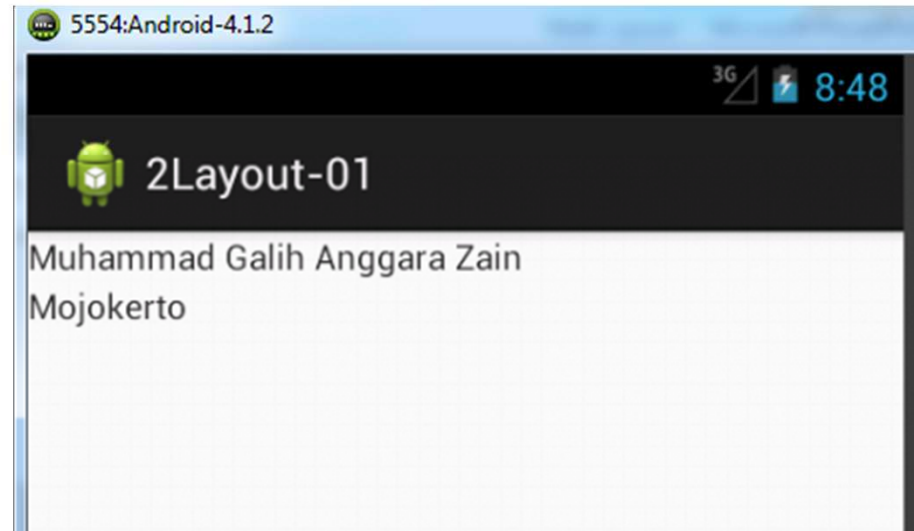 5554:Android-4.1.2
3G 8:48
2Layout-01
Muhammad Galih Anggara Zain
Mojokerto